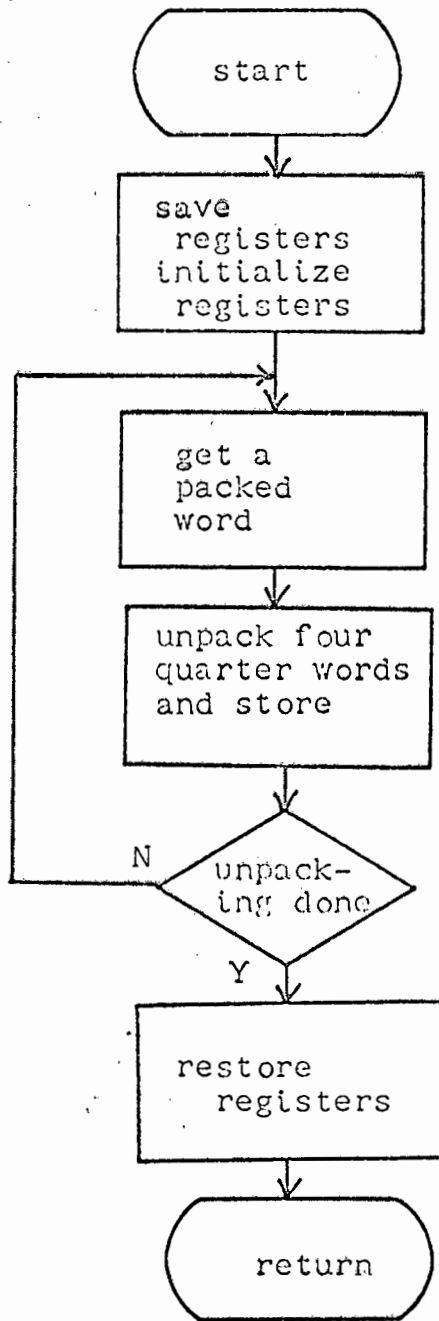 start
save
registers
initialize
registers
get a
packed
word
unpack four
quarter words
and store
N
unpack-
ing done
Y
restore
registers
return